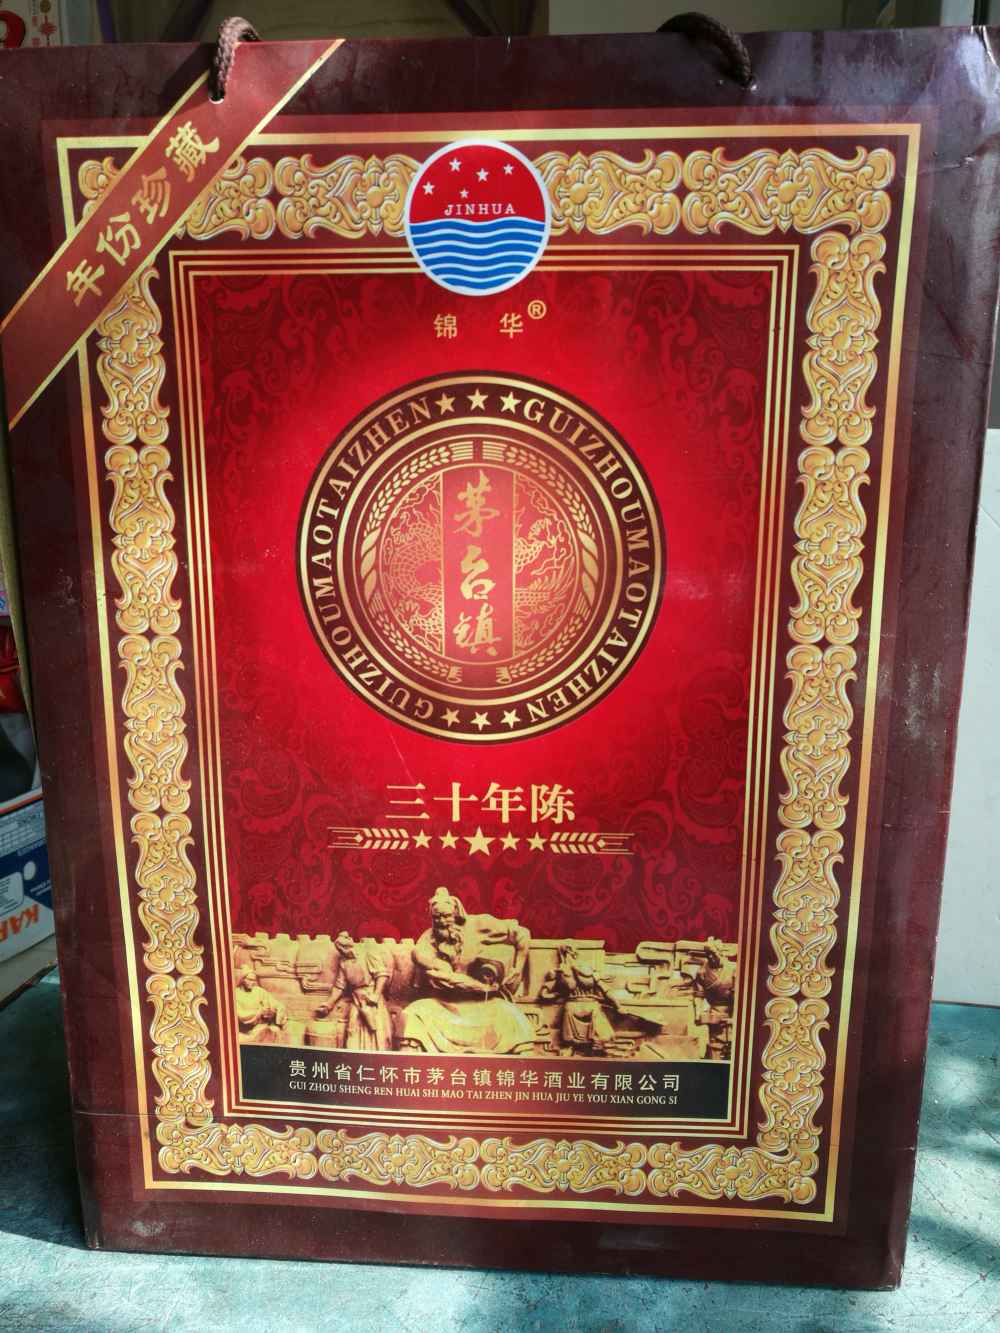 年份珍藏
JINHUA
锦华®
GUIZHOUMAOTAIZHEN★★★GUIZHOUMAOTAIZHEN★★★
茅台镇
三十年陈
贵州省仁怀市茅台镇锦华酒业有限公司
GUI ZHOU SHENG REN HUAI SHI MAO TAI ZHEN JIN HUA JIU YE YOU XIAN GONG SI